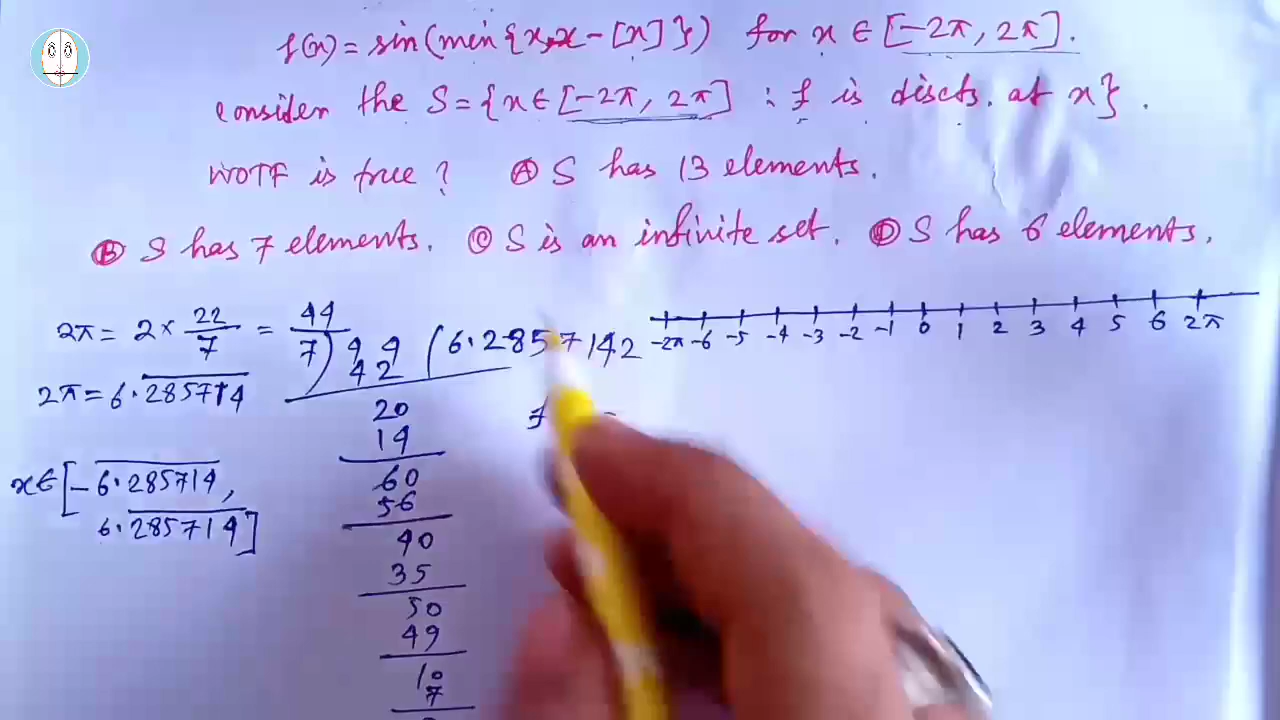 f(x) = sin(min{x, x - [x]}) for x ∈ [-2π, 2π].
consider the S = {x ∈ [-2π, 2π] : f is discts. at x}.
WOTF is true? Ⓐ S has 13 elements.
Ⓑ S has 7 elements. Ⓒ S is an infinite set. Ⓓ S has 6 elements.
2π = 2 × 22/7 = 44/7
7) 44 (6.2857142
42
20
14
60
56
40
35
50
49
10
7
2π = 6.285714
x ∈ [-6.285714,
6.285714]
-2π -6 -5 -4 -3 -2 -1 0 1 2 3 4 5 6 2π
f